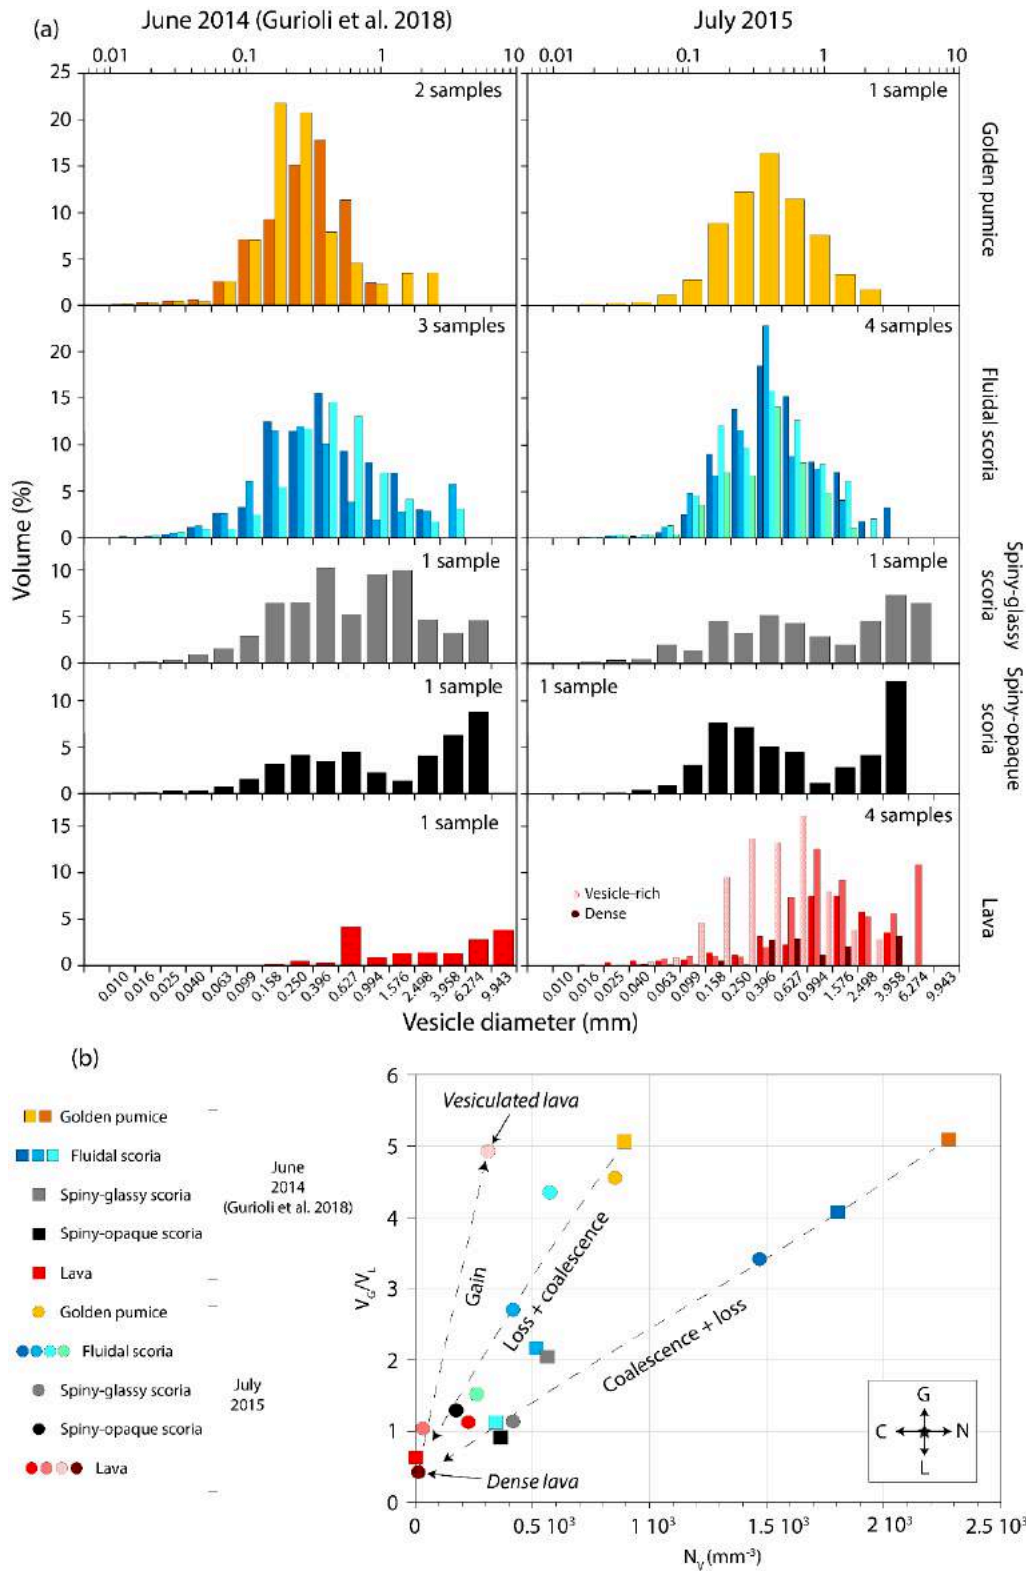 (a)
June 2014 (Gurioli et al. 2018)
July 2015
0.01 0.1 1 10
0.01 0.1 1 10
25
20
15
10
5
0
2 samples
1 sample
Golden pumice
20
15
10
5
0
3 samples
4 samples
Fluidal scoria
10
5
0
1 sample
1 sample
Spiny-glassy
scoria
10
5
0
1 sample
1 sample
Spiny-opaque
scoria
15
10
5
0
1 sample
4 samples
Vesicle-rich
Dense
Lava
Volume (%)
0.010 0.016 0.025 0.040 0.063 0.099 0.158 0.250 0.396 0.627 0.994 1.576 2.498 3.958 6.274 9.943
0.010 0.016 0.025 0.040 0.063 0.099 0.158 0.250 0.396 0.627 0.994 1.576 2.498 3.958 6.274 9.943
Vesicle diameter (mm)
(b)
Golden pumice
Fluidal scoria
Spiny-glassy scoria
Spiny-opaque scoria
Lava
June
2014
(Gurioli et al. 2018)
Golden pumice
Fluidal scoria
Spiny-glassy scoria
Spiny-opaque scoria
Lava
July
2015
6
5
4
3
2
1
0
V_G/V_L
Vesiculated lava
Gain
Loss + coalescence
Coalescence + loss
Dense lava
G
C N
L
0 0.5 10³ 1 10³ 1.5 10³ 2 10³ 2.5 10³
N_V (mm⁻³)